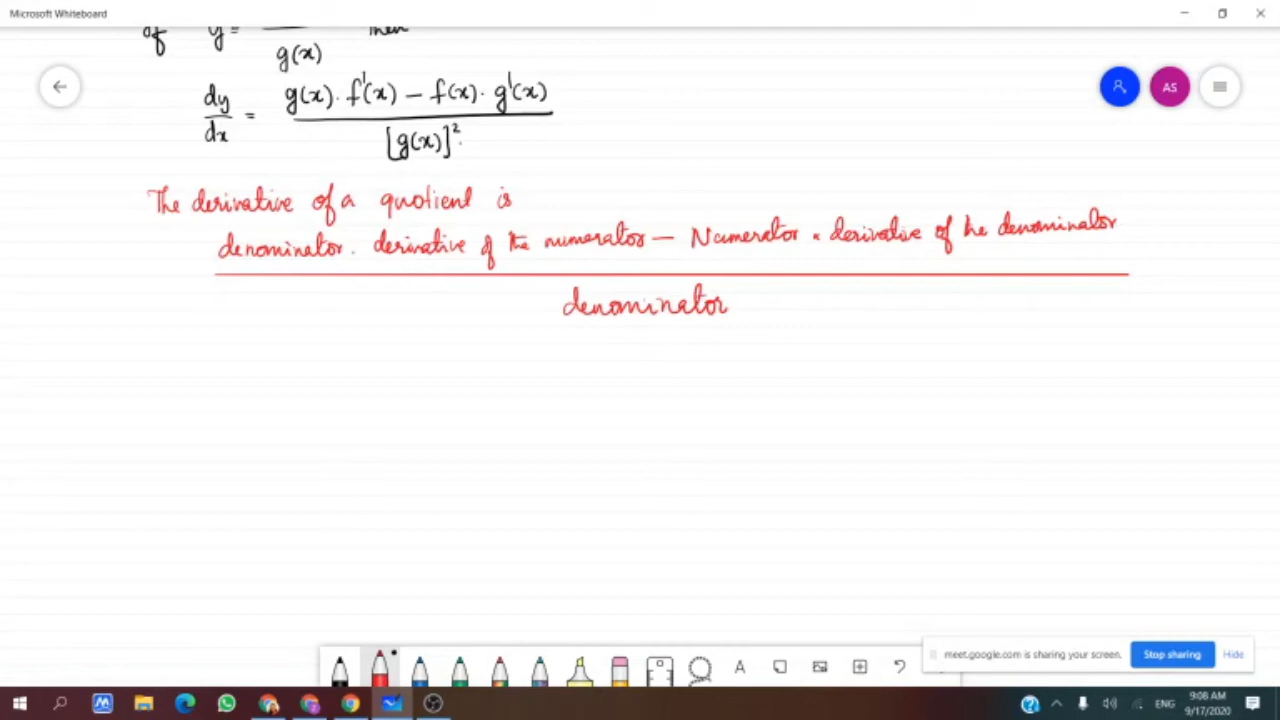 Microsoft Whiteboard
of y = then
g(x)
dy/dx = g(x). f'(x) − f(x). g'(x)
[g(x)]²
AS
The derivative of a quotient is
denominator. derivative of the numerator — Numerator × derivative of the denominator
denominator
A
meet.google.com is sharing your screen. Stop sharing Hide
ENG 9:08 AM
9/17/2020